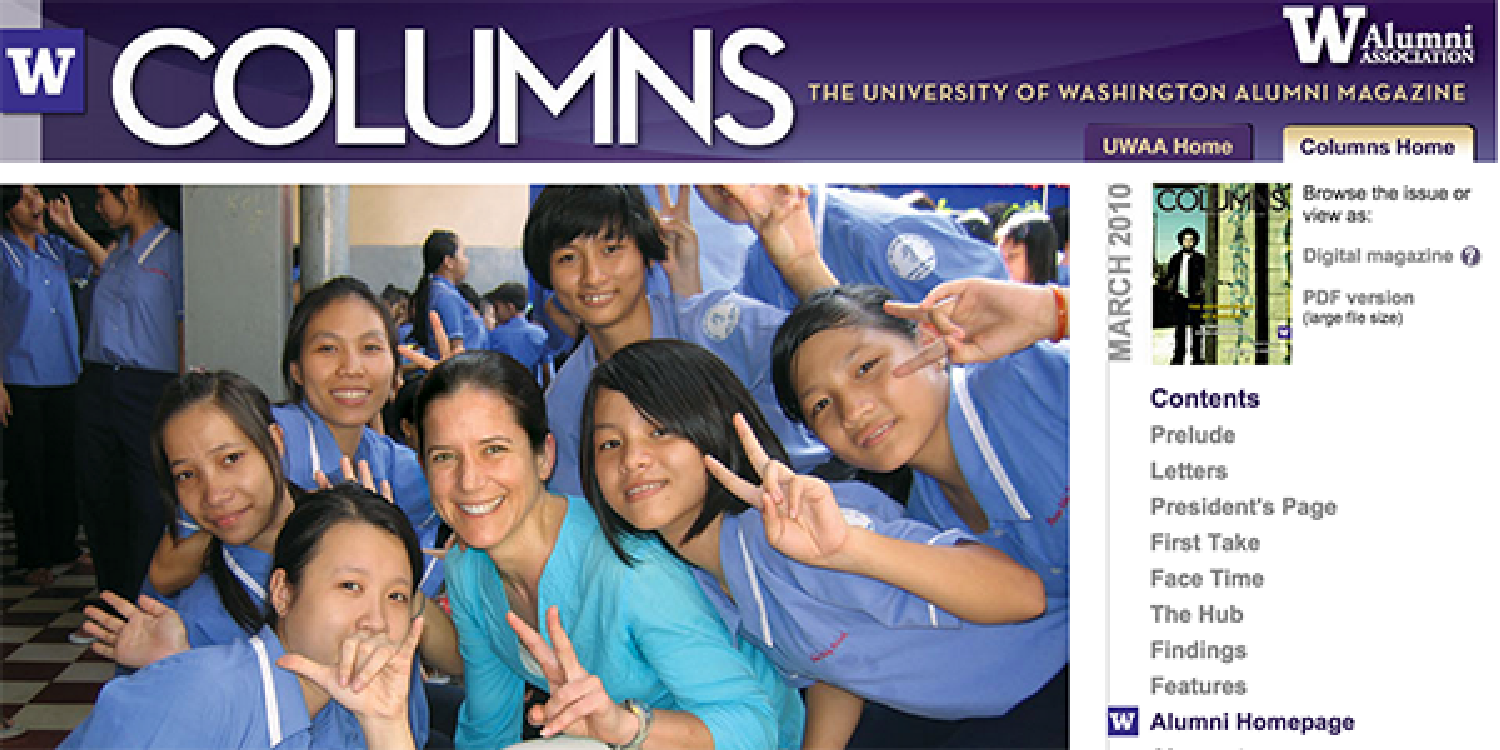 W
COLUMNS
W Alumni
ASSOCIATION
THE UNIVERSITY OF WASHINGTON ALUMNI MAGAZINE
UWAA Home
Columns Home
MARCH 2010
COLUMNS
Browse the issue or
view as:
Digital magazine ?
PDF version
(large file size)
Contents
Prelude
Letters
President's Page
First Take
Face Time
The Hub
Findings
Features
W Alumni Homepage